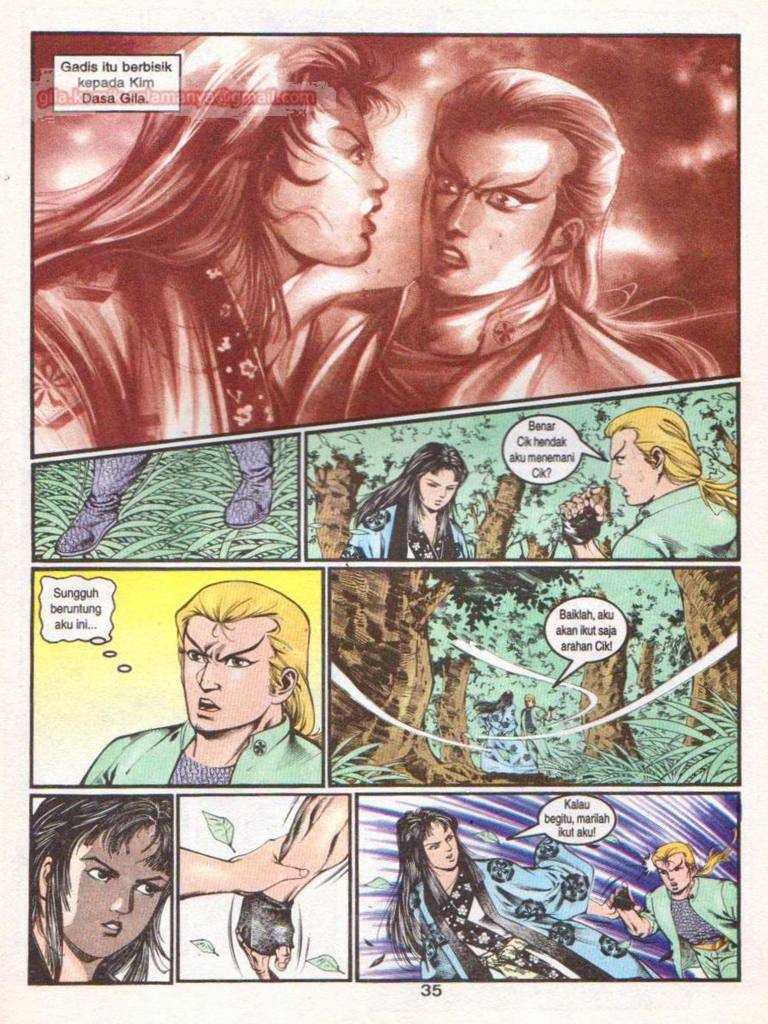 Gadis itu berbisik
kepada Kim
Dasa Gila.
Benar
Cik hendak
aku menemani
Cik?
Sungguh
beruntung
aku ini...
Baiklah, aku
akan ikut saja
arahan Cik!
Kalau
begitu, marilah
ikut aku!
35